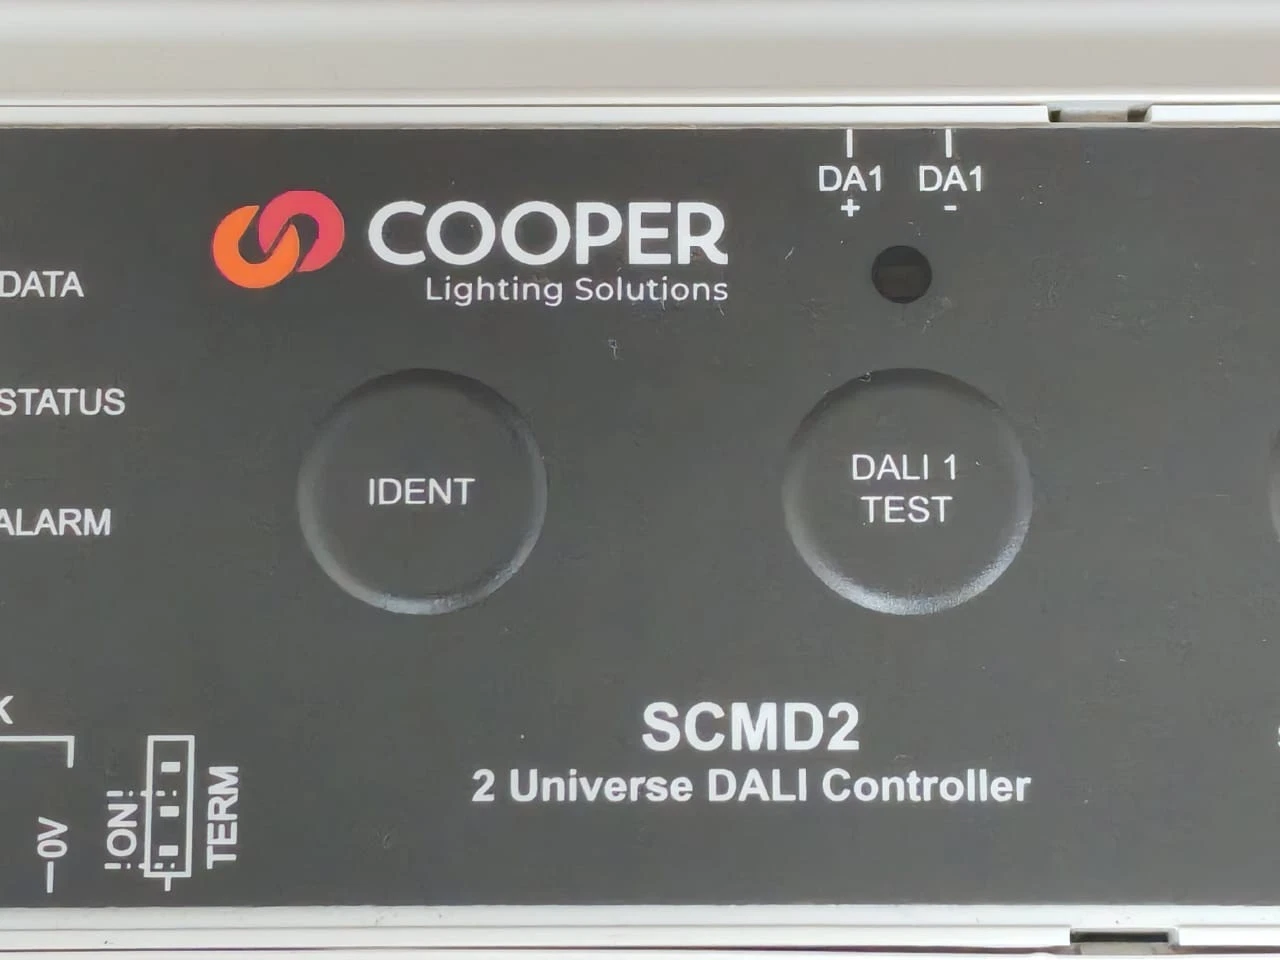 DA1 DA1
+ -
COOPER
Lighting Solutions
DATA
STATUS
ALARM
IDENT
DALI 1
TEST
SCMD2
2 Universe DALI Controller
K
0V
ON
TERM